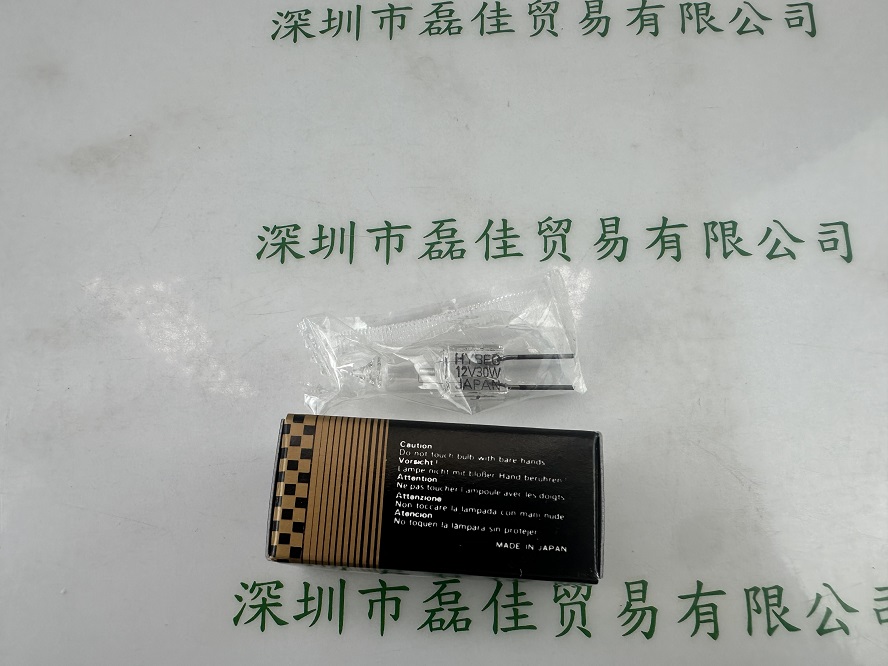 深圳市磊佳贸易有限公司
深圳市磊佳贸易有限公司
HYBEC
12V30W
JAPAN
Caution
Do not touch bulb with bare hands
Vorsicht!
Lampe nicht mit bloßer Hand berühren
Attention
Ne pas toucher l'ampoule avec les doigts
Attenzione
Non toccare la lampada con mani nude
Atencion
No toquen la lámpara sin protejer
MADE IN JAPAN
深圳市磊佳贸易有限公司